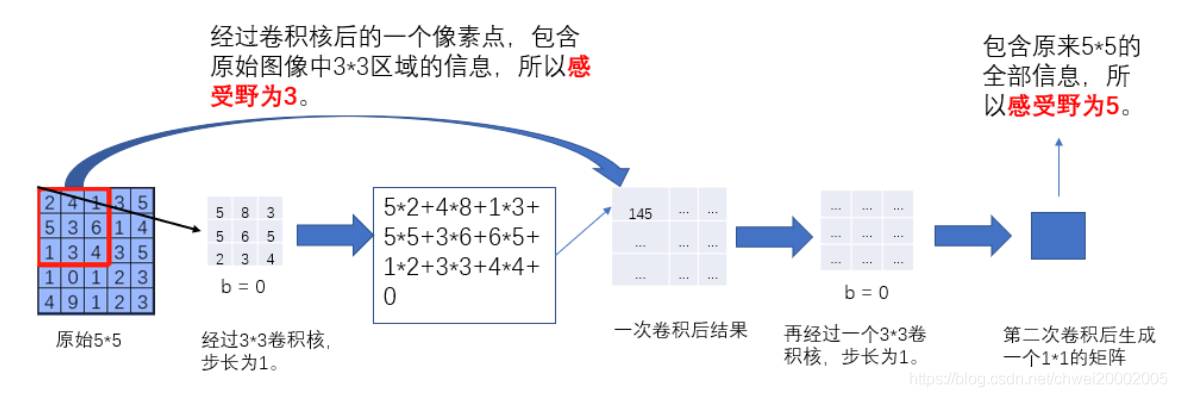 经过卷积核后的一个像素点，包含
原始图像中3*3区域的信息，所以感
受野为3。
包含原来5*5的
全部信息，所
以感受野为5。
2 4 1 3 5
5 3 6 1 4
1 3 4 3 5
1 0 1 2 3
4 9 1 2 3
原始5*5
5 8 3
5 6 5
2 3 4
b = 0
经过3*3卷积核，
步长为1。
5*2+4*8+1*3+
5*5+3*6+6*5+
1*2+3*3+4*4+
0
145 ... ...
... ... ...
... ... ...
一次卷积后结果
... ... ...
... ... ...
... ... ...
b = 0
再经过一个3*3卷
积核，步长为1。
第二次卷积后生成
一个1*1的矩阵
https://blog.csdn.net/chwei20002005